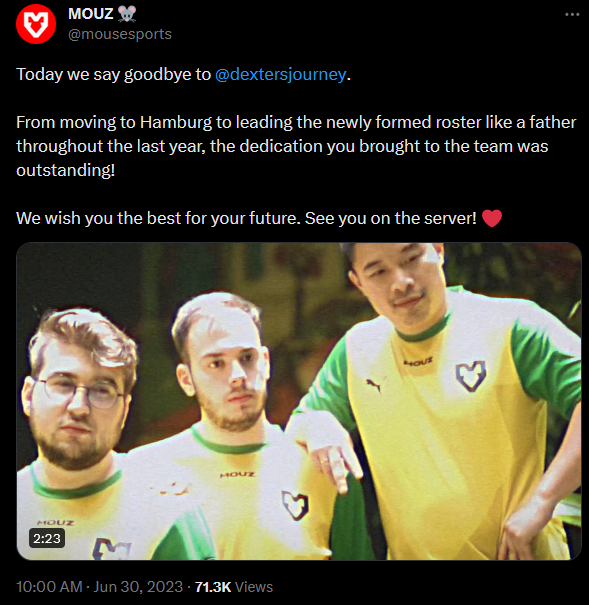 MOUZ 🐭
@mousesports
Today we say goodbye to @dextersjourney.
From moving to Hamburg to leading the newly formed roster like a father
throughout the last year, the dedication you brought to the team was
outstanding!
We wish you the best for your future. See you on the server! ❤️
MOUZ
MOUZ
MOUZ
2:23
10:00 AM · Jun 30, 2023 · 71.3K Views